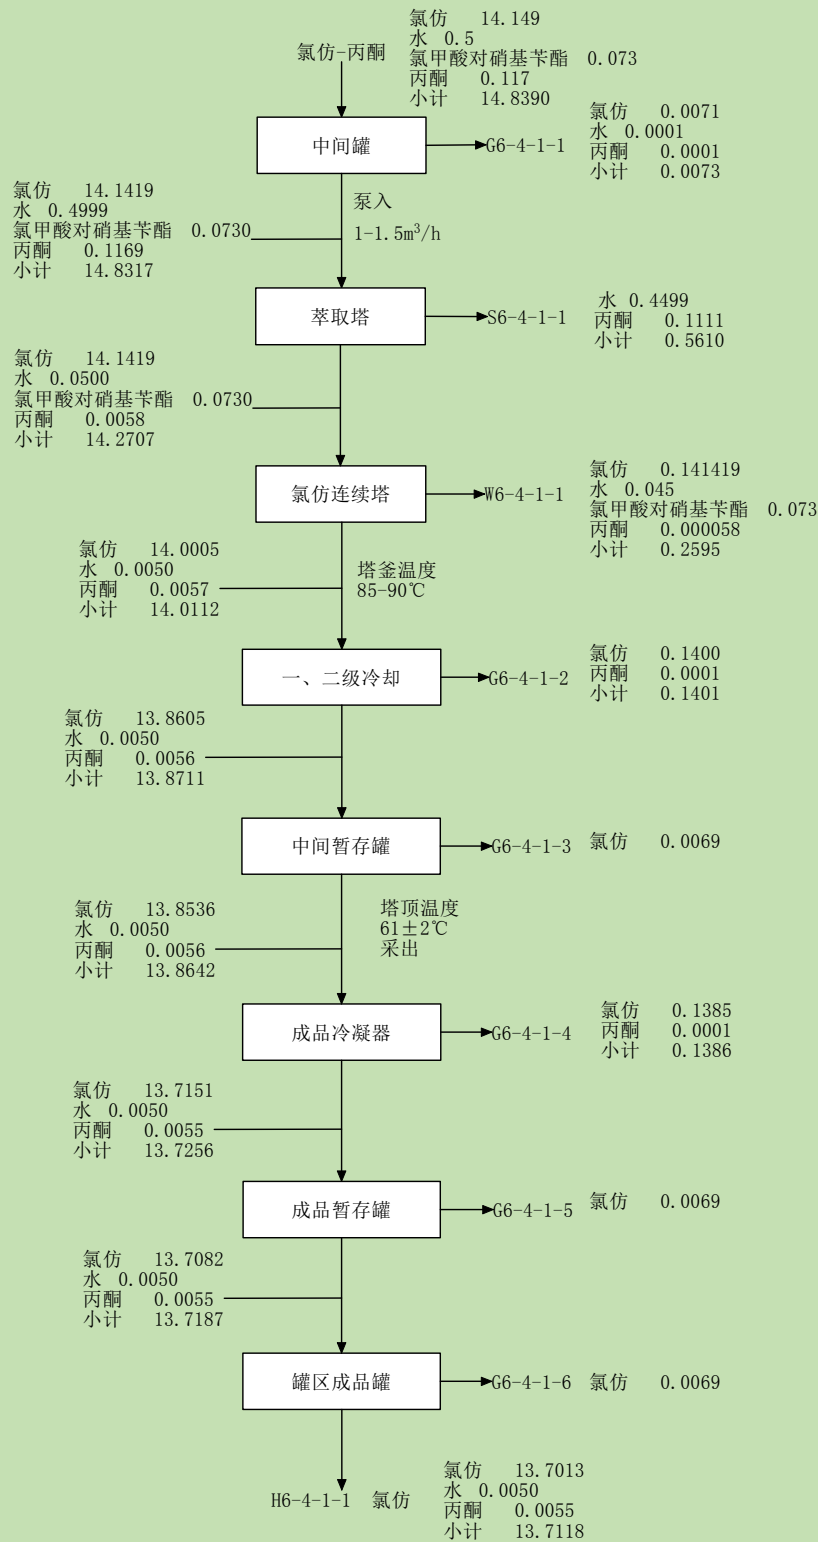 氯仿-丙酮
氯仿 14.149
水 0.5
氯甲酸对硝基苄酯 0.073
丙酮 0.117
小计 14.8390
中间罐
G6-4-1-1
氯仿 0.0071
水 0.0001
丙酮 0.0001
小计 0.0073
氯仿 14.1419
水 0.4999
氯甲酸对硝基苄酯 0.0730
丙酮 0.1169
小计 14.8317
泵入
1-1.5m³/h
萃取塔
S6-4-1-1
水 0.4499
丙酮 0.1111
小计 0.5610
氯仿 14.1419
水 0.0500
氯甲酸对硝基苄酯 0.0730
丙酮 0.0058
小计 14.2707
氯仿连续塔
W6-4-1-1
氯仿 0.141419
水 0.045
氯甲酸对硝基苄酯 0.073
丙酮 0.000058
小计 0.2595
氯仿 14.0005
水 0.0050
丙酮 0.0057
小计 14.0112
塔釜温度
85-90℃
一、二级冷却
G6-4-1-2
氯仿 0.1400
丙酮 0.0001
小计 0.1401
氯仿 13.8605
水 0.0050
丙酮 0.0056
小计 13.8711
中间暂存罐
G6-4-1-3
氯仿 0.0069
氯仿 13.8536
水 0.0050
丙酮 0.0056
小计 13.8642
塔顶温度
61±2℃
采出
成品冷凝器
G6-4-1-4
氯仿 0.1385
丙酮 0.0001
小计 0.1386
氯仿 13.7151
水 0.0050
丙酮 0.0055
小计 13.7256
成品暂存罐
G6-4-1-5
氯仿 0.0069
氯仿 13.7082
水 0.0050
丙酮 0.0055
小计 13.7187
罐区成品罐
G6-4-1-6
氯仿 0.0069
H6-4-1-1 氯仿
氯仿 13.7013
水 0.0050
丙酮 0.0055
小计 13.7118